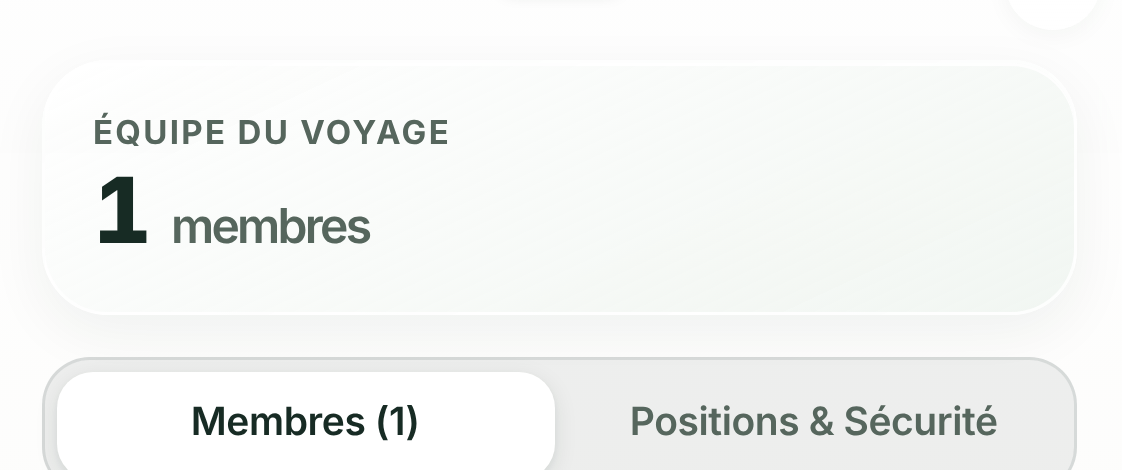 ÉQUIPE DU VOYAGE
1 membres
Membres (1)
Positions & Sécurité